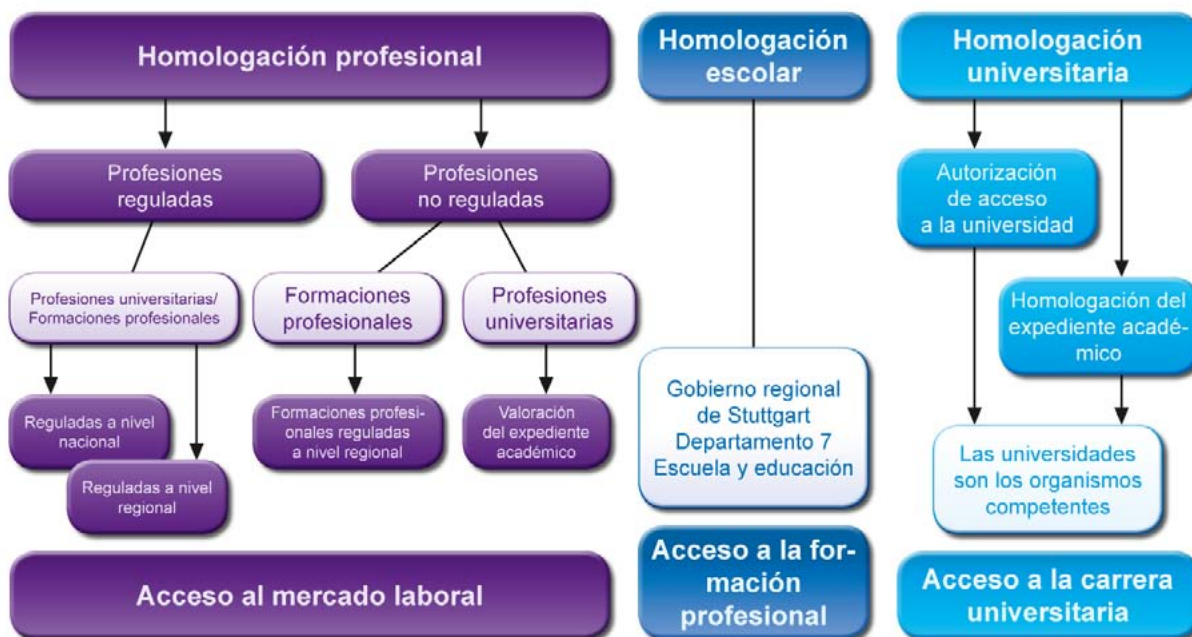 Homologación profesional
Profesiones
reguladas
Profesiones
no reguladas
Profesiones universitarias/
Formaciones profesionales
Formaciones
profesionales
Profesiones
universitarias
Reguladas a nivel
nacional
Reguladas a nivel
regional
Formaciones profesi-
onales reguladas
a nivel regional
Valoración
del expediente
académico
Acceso al mercado laboral
Homologación
escolar
Gobierno regional
de Stuttgart
Departamento 7
Escuela y educación
Acceso a la for-
mación
profesional
Homologación
universitaria
Autorización
de acceso
a la universidad
Homologación del
expediente acadé-
mico
Las universidades
son los organismos
competentes
Acceso a la carrera
universitaria